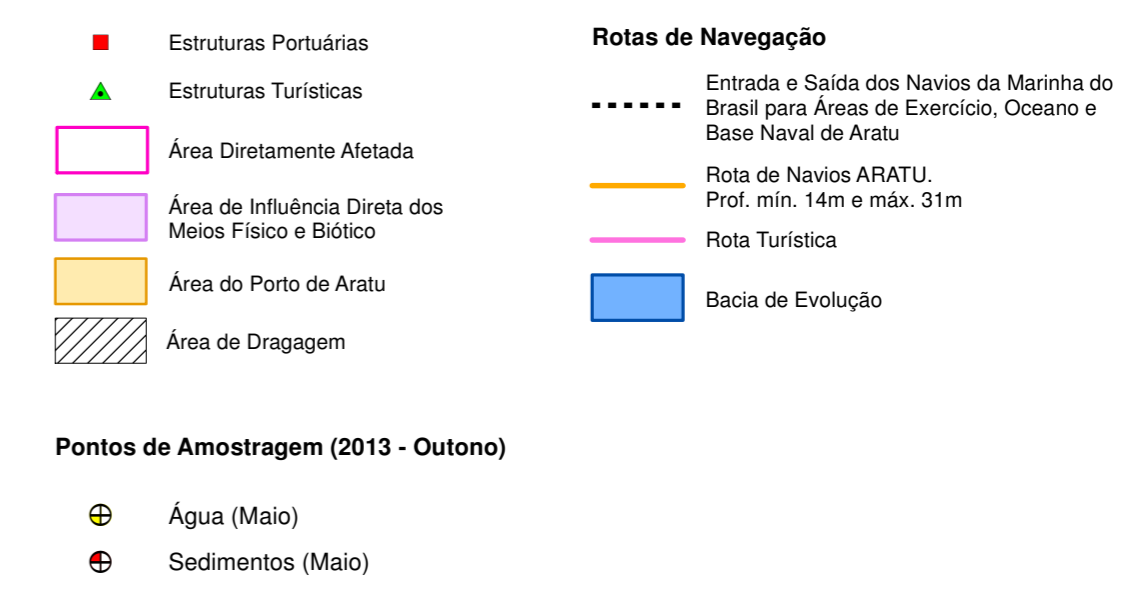 Estruturas Portuárias
Estruturas Turísticas
Área Diretamente Afetada
Área de Influência Direta dos
Meios Físico e Biótico
Área do Porto de Aratu
Área de Dragagem
Rotas de Navegação
Entrada e Saída dos Navios da Marinha do
Brasil para Áreas de Exercício, Oceano e
Base Naval de Aratu
Rota de Navios ARATU.
Prof. mín. 14m e máx. 31m
Rota Turística
Bacia de Evolução
Pontos de Amostragem (2013 - Outono)
Água (Maio)
Sedimentos (Maio)